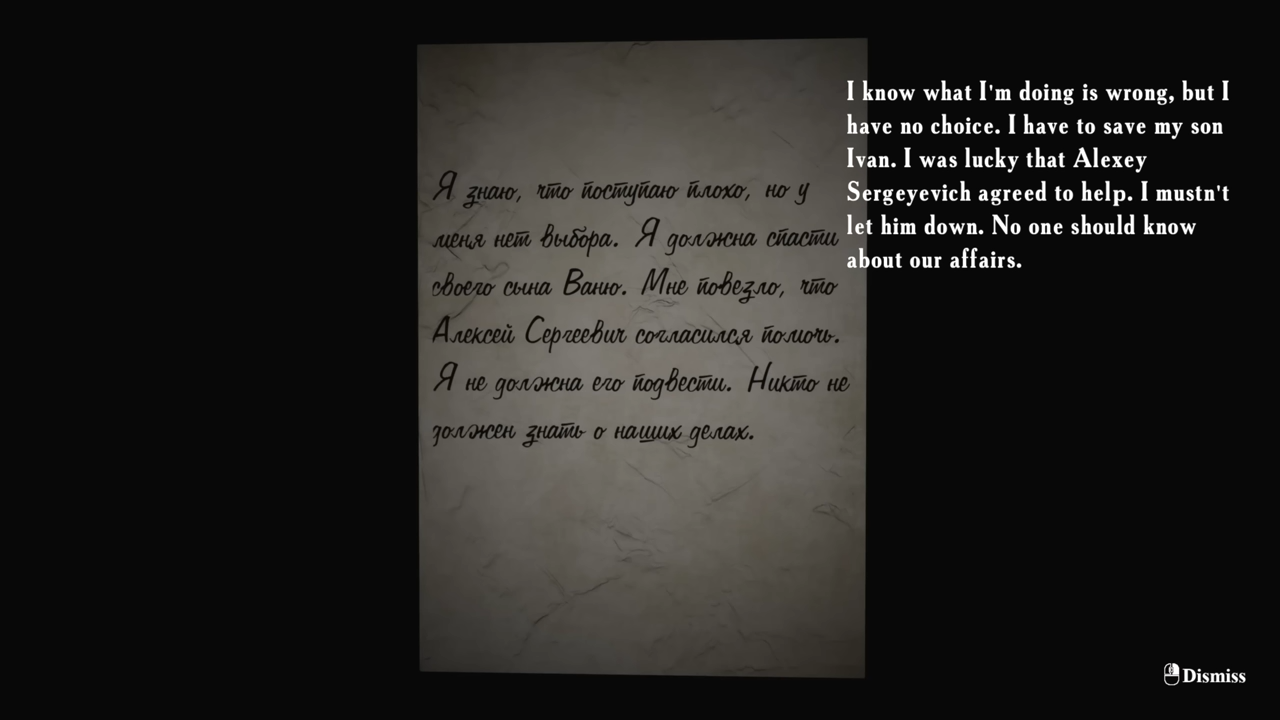 Я знаю, что поступаю плохо, но у
меня нет выбора. Я должна спасти
своего сына Ваню. Мне повезло, что
Алексей Сергеевич согласился помочь.
Я не должна его подвести. Никто не
должен знать о наших делах.
I know what I'm doing is wrong, but I
have no choice. I have to save my son
Ivan. I was lucky that Alexey
Sergeyevich agreed to help. I mustn't
let him down. No one should know
about our affairs.
Dismiss